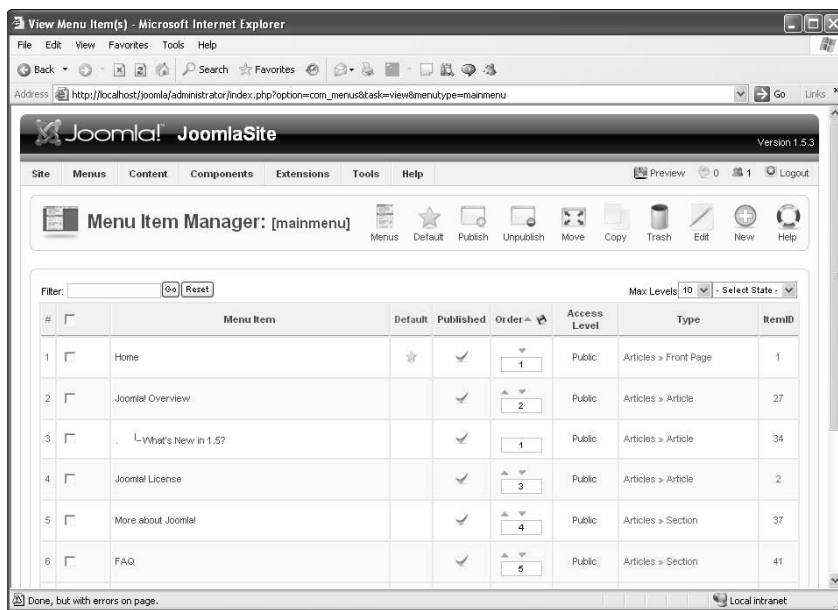 View Menu Item(s) - Microsoft Internet Explorer
File Edit View Favorites Tools Help
Back Search Favorites
Address http://localhost/joomla/administrator/index.php?option=com_menus&task=view&menutype=mainmenu Go Links »
Joomla! JoomlaSite
Version 1.5.3
Site Menus Content Components Extensions Tools Help Preview 0 1 Logout
Menu Item Manager: [mainmenu]
Menus Default Publish Unpublish Move Copy Trash Edit New Help
Filter: Go Reset Max Levels 10 - Select State -
# Menu Item Default Published Order Access Level Type ItemID
1 Home 1 Public Articles » Front Page 1
2 Joomla! Overview 2 Public Articles » Article 27
3 . What's New in 1.5? 1 Public Articles » Article 34
4 Joomla! License 3 Public Articles » Article 2
5 More about Joomla! 4 Public Articles » Section 37
6 FAQ 5 Public Articles » Section 41
Done, but with errors on page. Local intranet